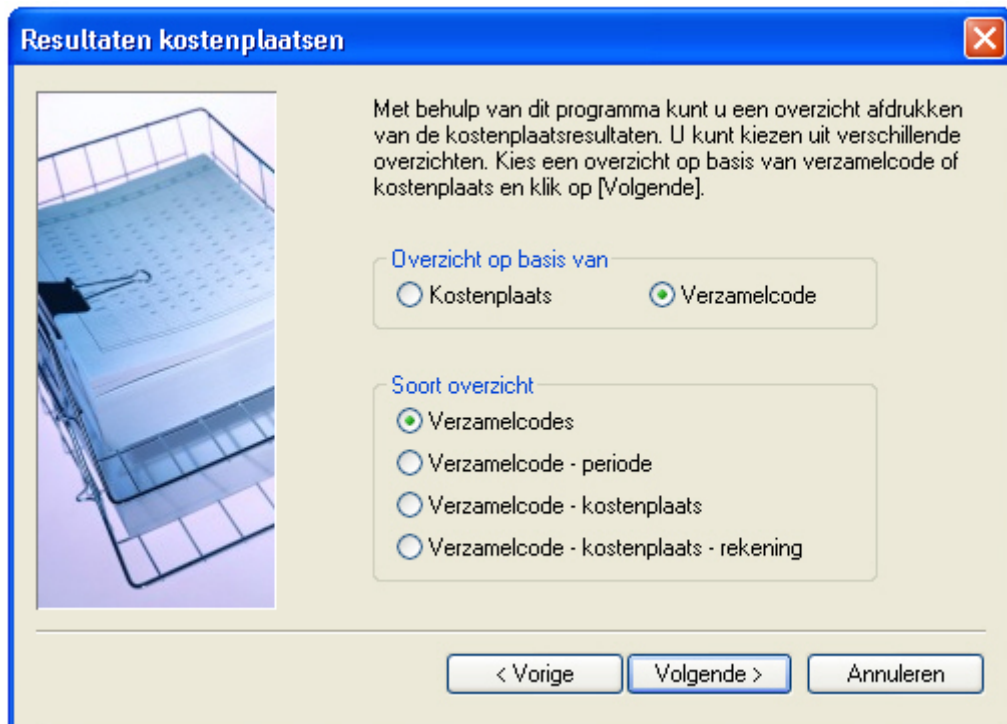 Resultaten kostenplaatsen
Met behulp van dit programma kunt u een overzicht afdrukken
van de kostenplaatsresultaten. U kunt kiezen uit verschillende
overzichten. Kies een overzicht op basis van verzamelcode of
kostenplaats en klik op [Volgende].
Overzicht op basis van
Kostenplaats
Verzamelcode
Soort overzicht
Verzamelcodes
Verzamelcode - periode
Verzamelcode - kostenplaats
Verzamelcode - kostenplaats - rekening
< Vorige
Volgende >
Annuleren